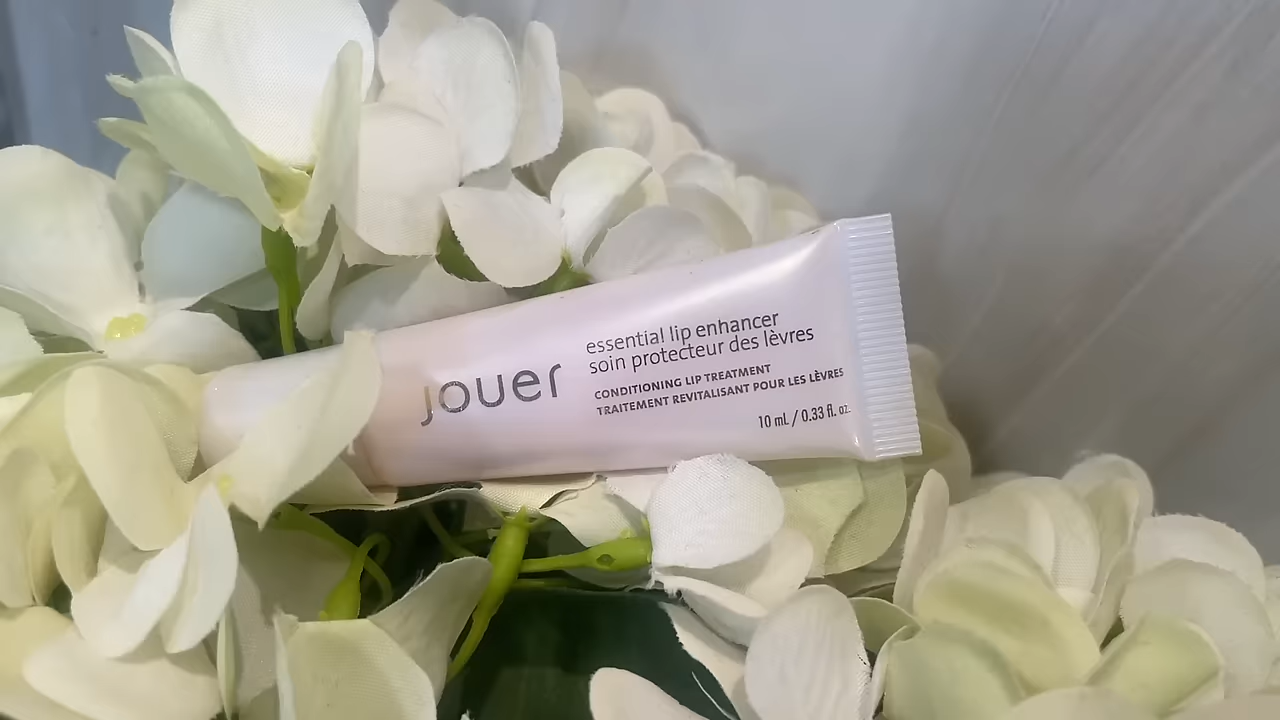 jouer
essential lip enhancer
soin protecteur des lèvres
CONDITIONING LIP TREATMENT
TRAITEMENT REVITALISANT POUR LES LÈVRES
10 mL / 0.33 fl. oz.